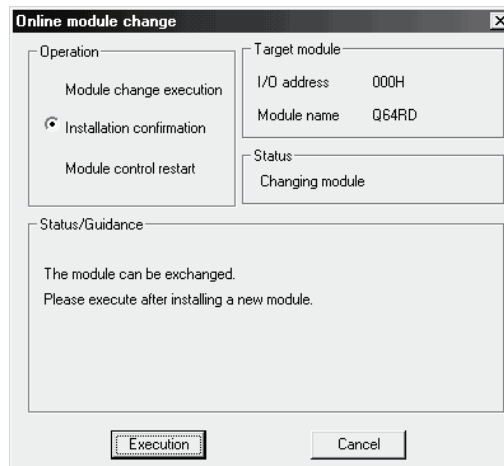 Online module change
Operation
Module change execution
Installation confirmation
Module control restart
Target module
I/O address 000H
Module name Q64RD
Status
Changing module
Status/Guidance
The module can be exchanged.
Please execute after installing a new module.
Execution Cancel